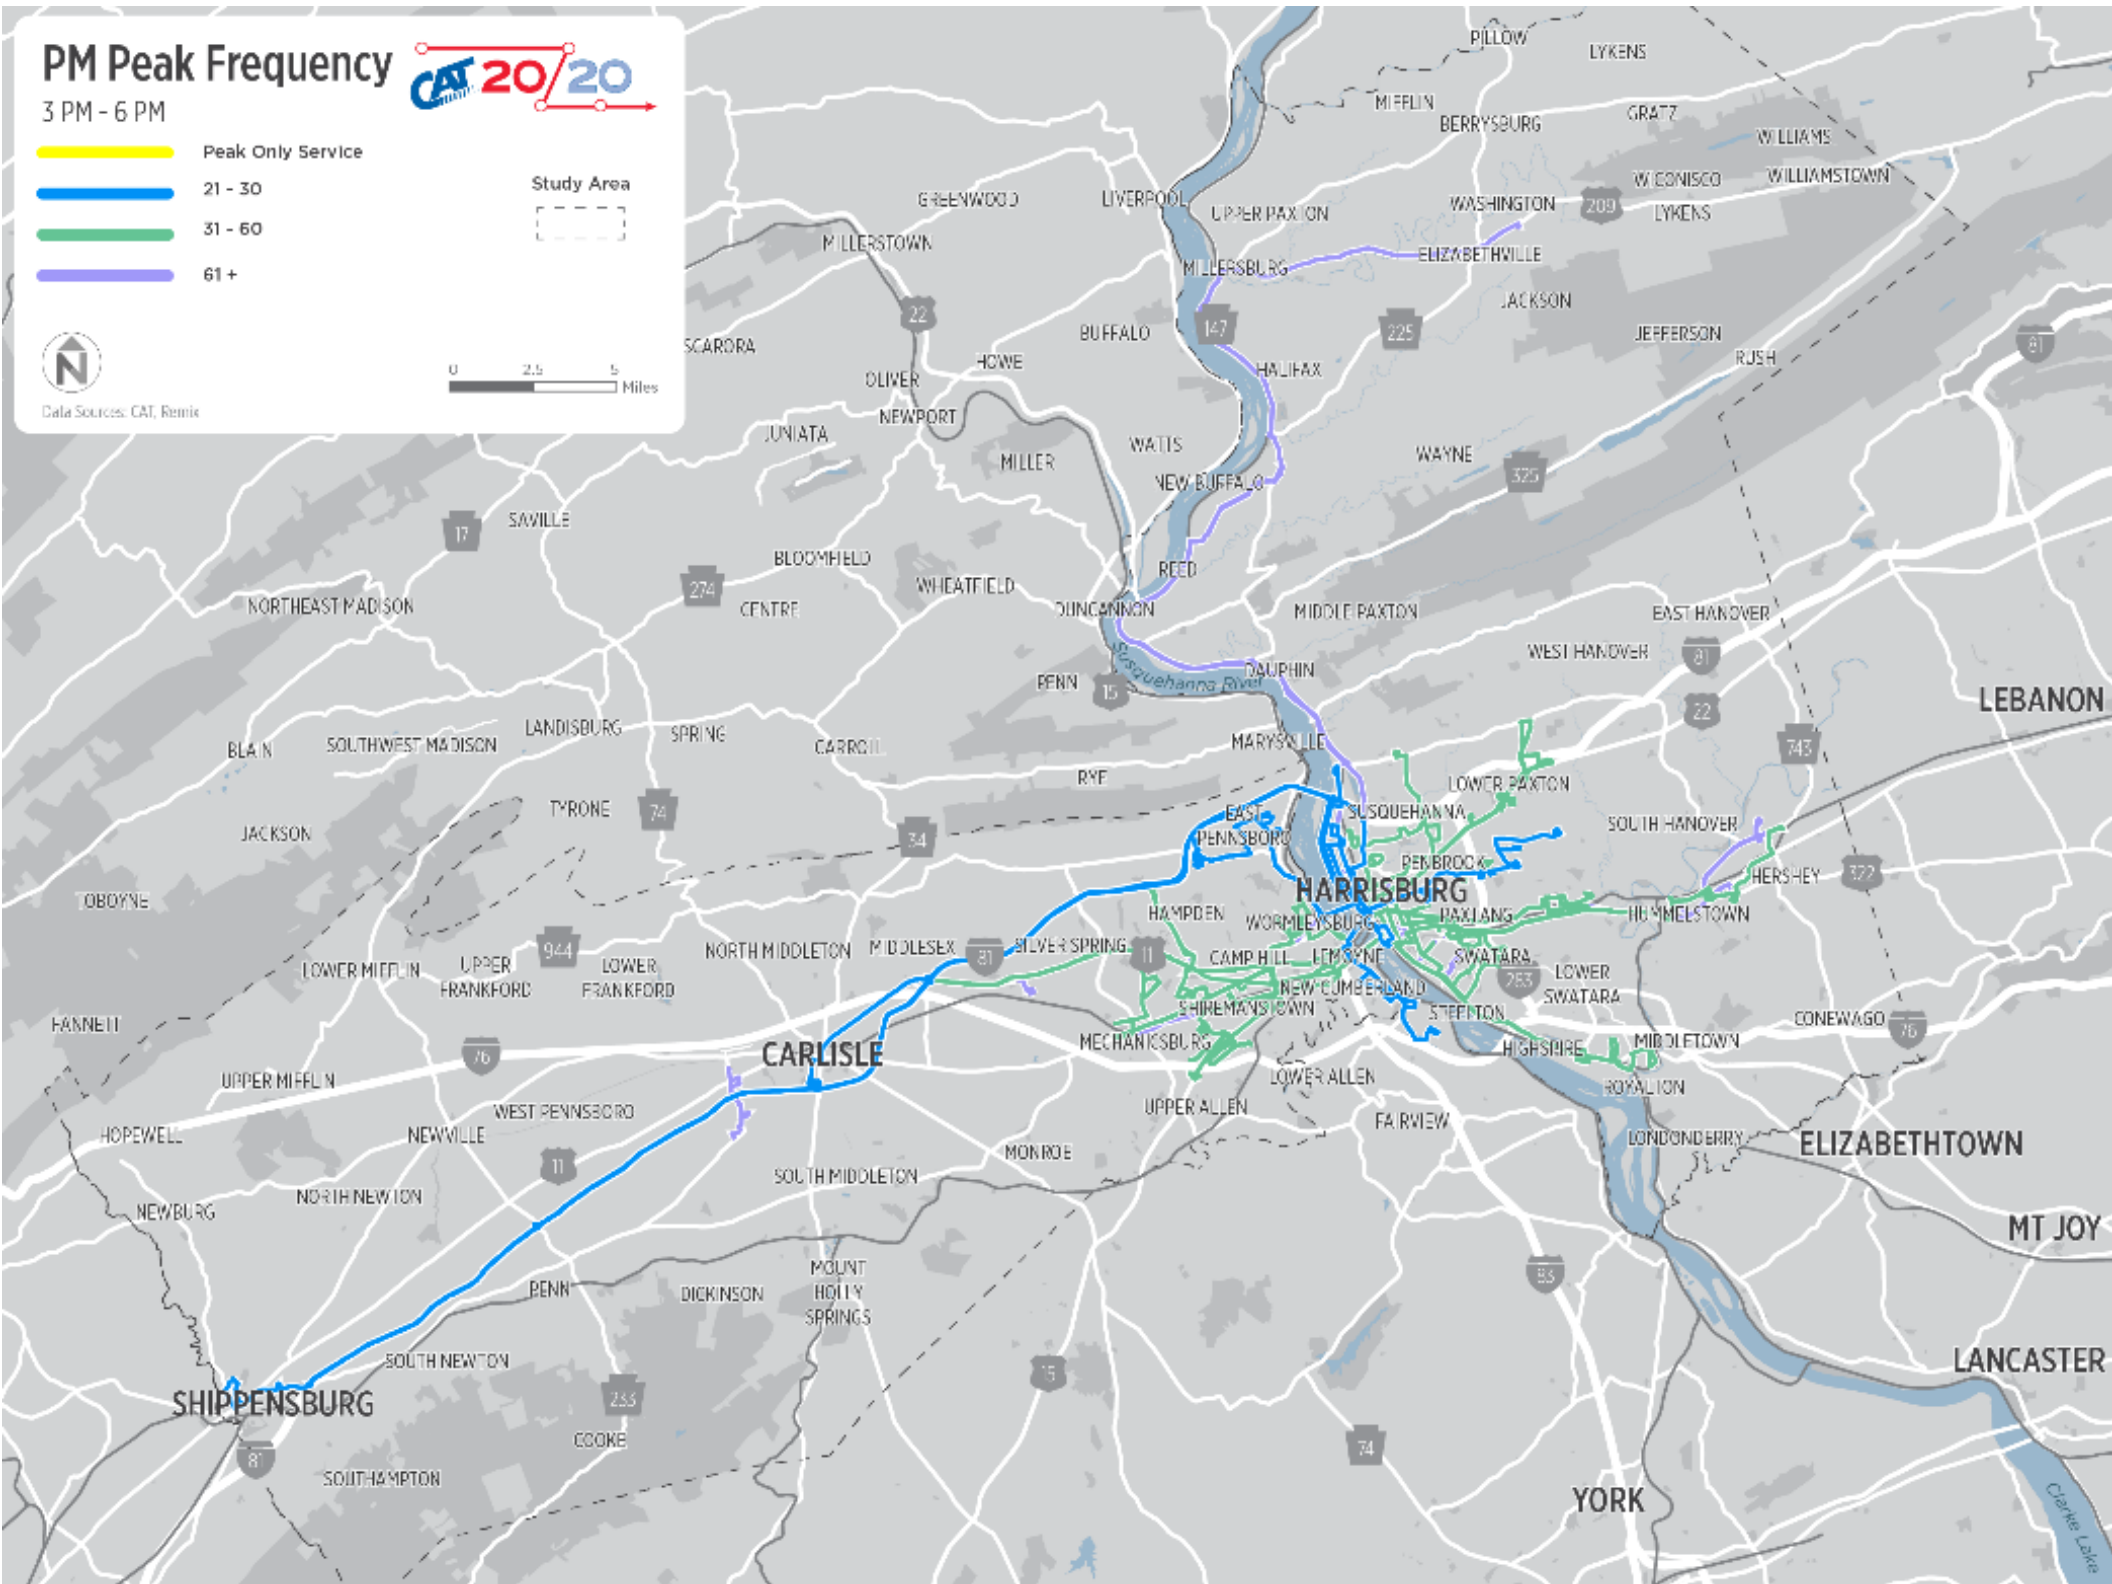 PM Peak Frequency
CAT 20/20
3 PM - 6 PM
Peak Only Service
21 - 30
31 - 60
61 +
Study Area
0 2.5 5
Miles
N
Data Sources: CAT, Remix
PILLOW
LYKENS
MIFFLIN
BERRYSBURG
GRATZ
WILLIAMS
GREENWOOD
LIVERPOOL
UPPER PAXTON
WASHINGTON
209
WICONISCO
LYKENS
WILLIAMSTOWN
MILLERSTOWN
MILLERSBURG
ELIZABETHVILLE
JACKSON
22
147
225
BUFFALO
JEFFERSON
81
SCARORA
HOWE
HALIFAX
RUSH
OLIVER
NEWPORT
JUNIATA
WATTS
MILLER
WAYNE
325
NEW BUFFALO
17
SAVILLE
BLOOMFIELD
REED
274
WHEATFIELD
NORTHEAST MADISON
CENTRE
DUNCANNON
MIDDLE PAXTON
EAST HANOVER
WEST HANOVER
81
DAUPHIN
Susquehanna River
PENN
15
22
LEBANON
LANDISBURG
SPRING
CARROLL
MARYSVILLE
743
BLAIN
SOUTHWEST MADISON
RYE
LOWER PAXTON
TYRONE
74
EAST
PENNSBORO
SUSQUEHANNA
SOUTH HANOVER
JACKSON
34
PENBROOK
HERSHEY
322
HARRISBURG
TOBOYNE
HAMPDEN
WORMLEYSBURG
PAXTANG
HUMMELSTOWN
944
NORTH MIDDLETON
MIDDLESEX
81
SILVER SPRING
11
CAMP HILL
LEMOYNE
SWATARA
LOWER MIFFLIN
UPPER
FRANKFORD
LOWER
FRANKFORD
283
LOWER
SWATARA
NEW CUMBERLAND
SHIREMANSTOWN
STEELTON
FANNETT
CONEWAGO
76
MECHANICSBURG
HIGHSPIRE
MIDDLETOWN
76
CARLISLE
UPPER MIFFLIN
LOWER ALLEN
ROYALTON
WEST PENNSBORO
UPPER ALLEN
FAIRVIEW
HOPEWELL
NEWVILLE
LONDONDERRY
ELIZABETHTOWN
11
MONROE
SOUTH MIDDLETON
NORTH NEWTON
NEWBURG
MT JOY
MOUNT
HOLLY
SPRINGS
83
PENN
DICKINSON
SOUTH NEWTON
LANCASTER
15
SHIPPENSBURG
233
COOKE
74
81
SOUTHAMPTON
YORK
Clarke Lake